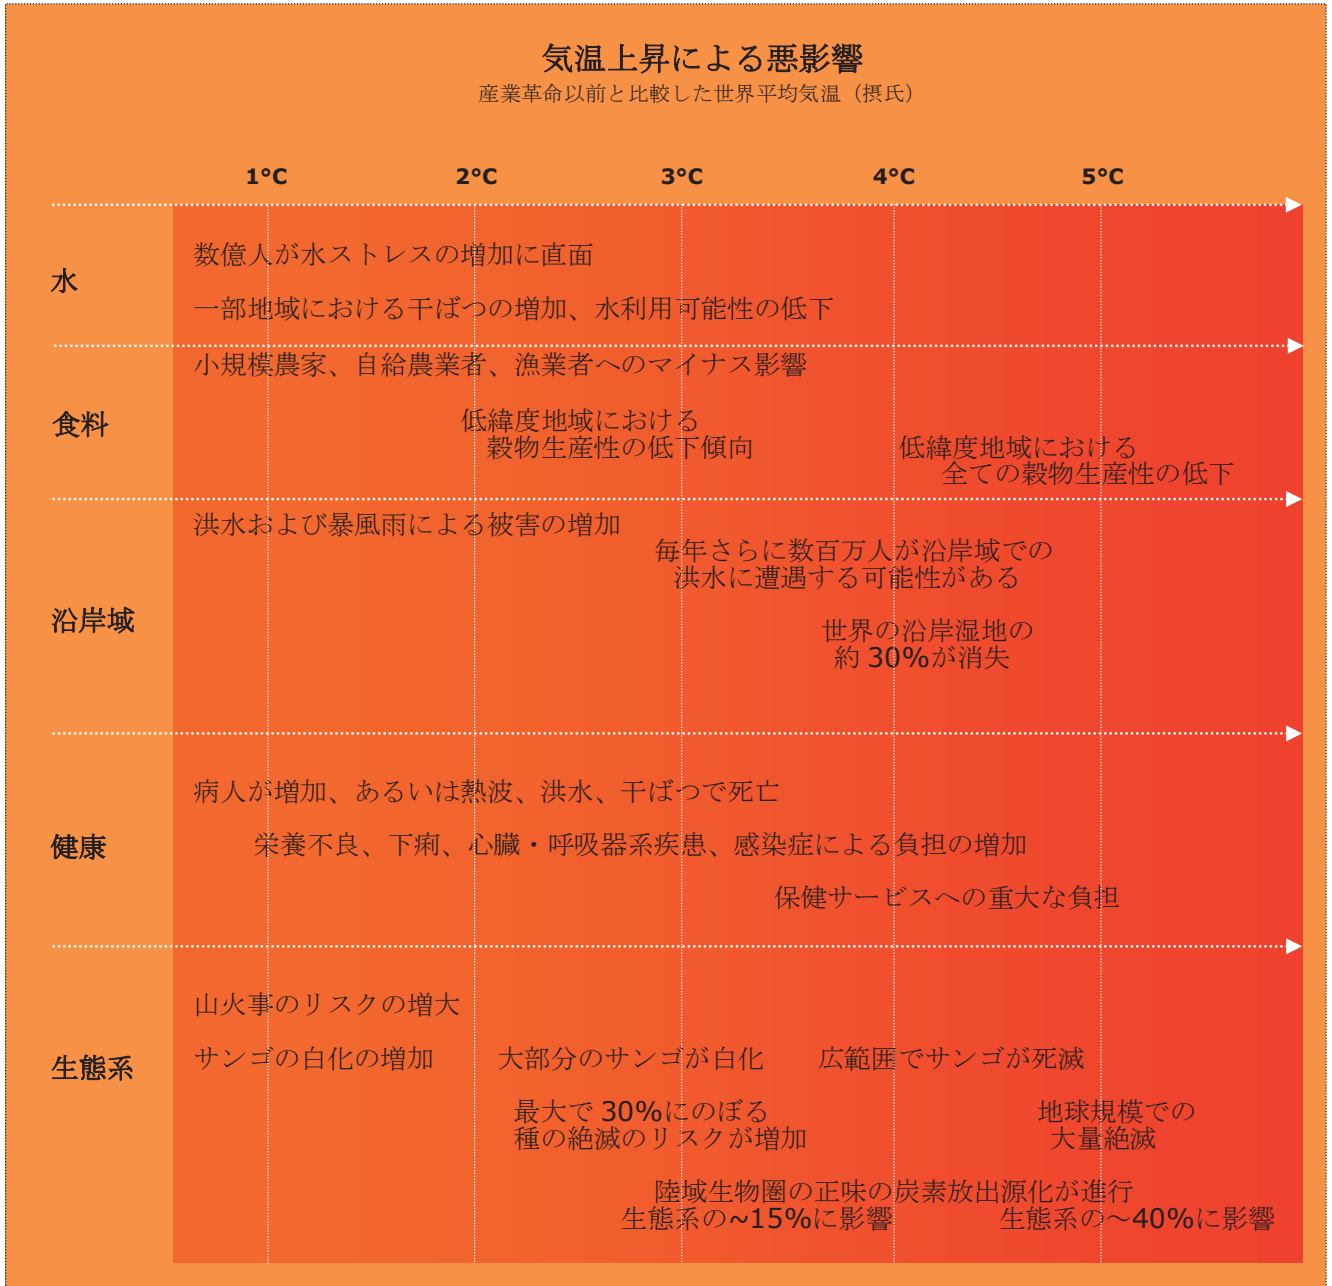 気温上昇による悪影響
産業革命以前と比較した世界平均気温（摂氏）
1°C 2°C 3°C 4°C 5°C
水
数億人が水ストレスの増加に直面
一部地域における干ばつの増加、水利用可能性の低下
食料
小規模農家、自給農業者、漁業者へのマイナス影響
低緯度地域における
穀物生産性の低下傾向
低緯度地域における
全ての穀物生産性の低下
沿岸域
洪水および暴風雨による被害の増加
毎年さらに数百万人が沿岸域での
洪水に遭遇する可能性がある
世界の沿岸湿地の
約 30%が消失
健康
病人が増加、あるいは熱波、洪水、干ばつで死亡
栄養不良、下痢、心臓・呼吸器系疾患、感染症による負担の増加
保健サービスへの重大な負担
生態系
山火事のリスクの増大
サンゴの白化の増加
大部分のサンゴが白化
広範囲でサンゴが死滅
最大で 30%にのぼる
種の絶滅のリスクが増加
地球規模での
大量絶滅
陸域生物圏の正味の炭素放出源化が進行
生態系の~15%に影響
生態系の～40%に影響